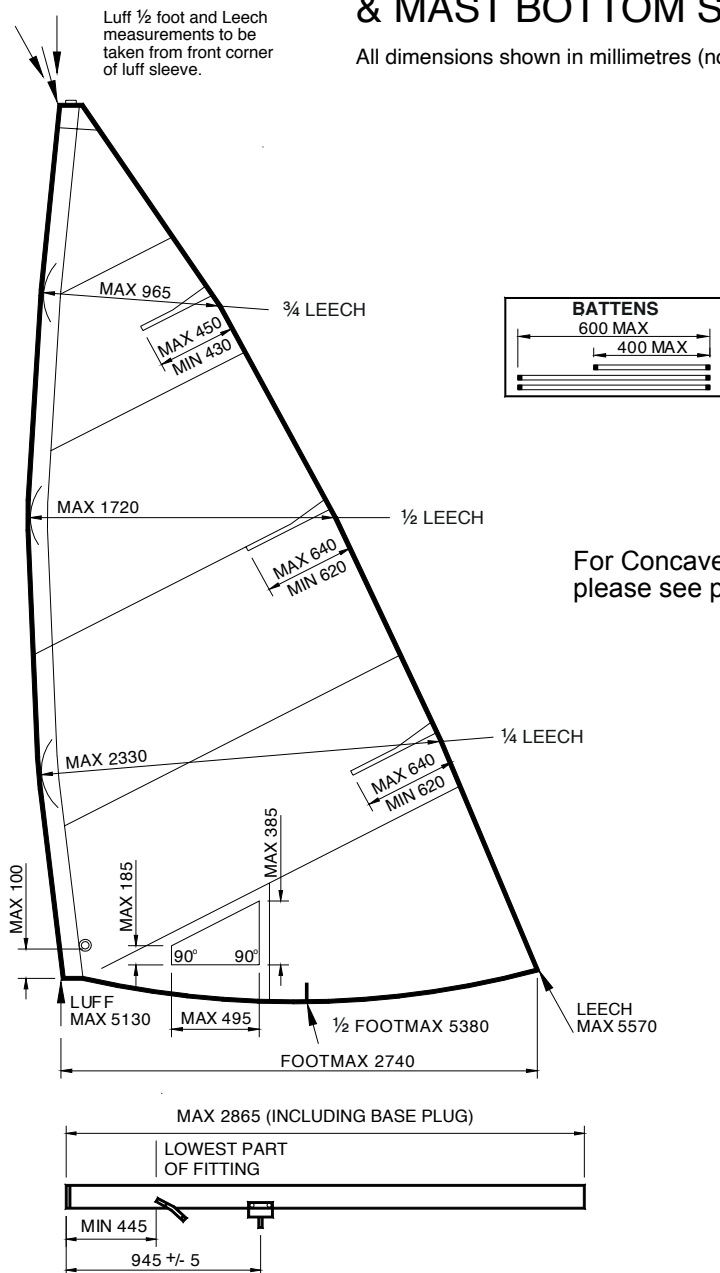 Luff ½ foot and Leech
measurements to be
taken from front corner
of luff sleeve.
& MAST BOTTOM S
All dimensions shown in millimetres (no
MAX 965
¾ LEECH
MAX 450
MIN 430
BATTENS
600 MAX
400 MAX
MAX 1720
½ LEECH
MAX 640
MIN 620
For Concave
please see p
MAX 2330
¼ LEECH
MAX 640
MIN 620
MAX 385
MAX 185
MAX 100
90° 90°
LUFF
MAX 5130
MAX 495
½ FOOTMAX 5380
LEECH
MAX 5570
FOOTMAX 2740
MAX 2865 (INCLUDING BASE PLUG)
LOWEST PART
OF FITTING
MIN 445
945 +/- 5